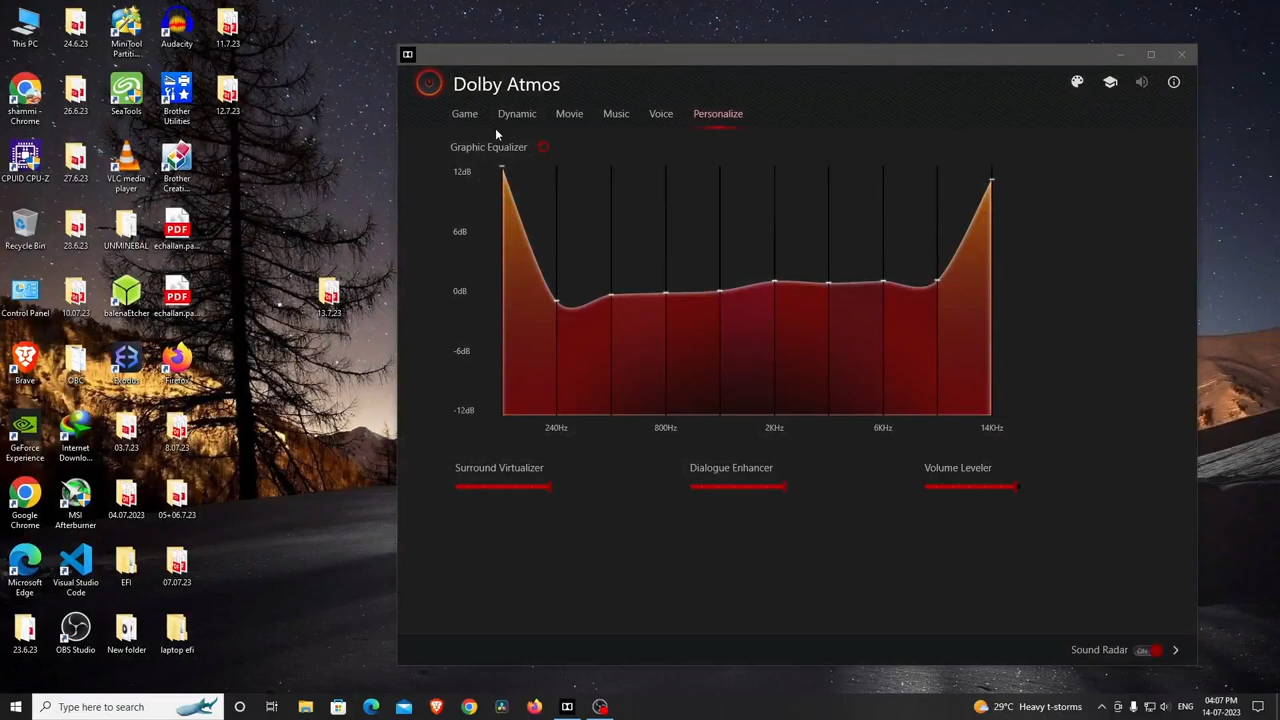 This PC
24.6.23
MiniTool
Partiti...
Audacity
11.7.23
shammi -
Chrome
26.6.23
SeaTools
Brother
Utilities
12.7.23
CPUID CPU-Z
27.6.23
VLC media
player
Brother
Creati...
Recycle Bin
28.6.23
UNMINEBAL
echallan.pa...
Control Panel
10.07.23
balenaEtcher
echallan.pa...
13.7.23
Brave
OBC
Exodus
Firefox
GeForce
Experience
Internet
Downlo...
03.7.23
8.07.23
Google
Chrome
MSI
Afterburner
04.07.2023
05+06.7.23
Microsoft
Edge
Visual Studio
Code
EFI
07.07.23
23.6.23
OBS Studio
New folder
laptop efi
Dolby Atmos
Game
Dynamic
Movie
Music
Voice
Personalize
Graphic Equalizer
12dB
6dB
0dB
-6dB
-12dB
240Hz
800Hz
2KHz
6KHz
14KHz
Surround Virtualizer
Dialogue Enhancer
Volume Leveler
Sound Radar
ON
Type here to search
29°C Heavy t-storms
ENG
04:07 PM
14-07-2023